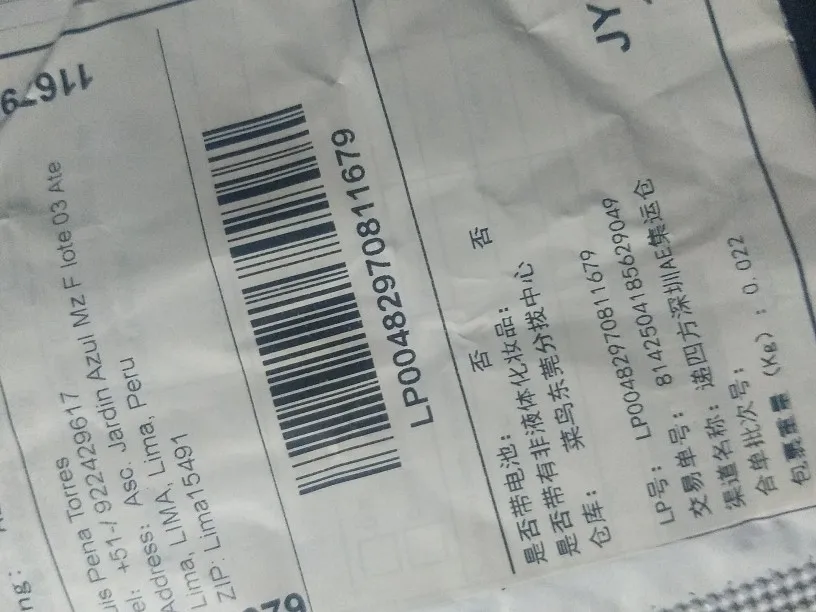 11679
ng:
is Pena Torres
el: +51-/ 922429617
Address: Asc. Jardin Azul Mz F lote 03 Ate
Lima, LIMA, Lima, Peru
ZIP: Lima15491
LP00482970811679
JY
是否带电池: 否
是否带有非液体化妆品: 否
仓库: 菜鸟东莞分拨中心
LP号: LP00482970811679
交易单号: 8142504185629049
渠道名称: 递四方深圳AE集运仓
合单批次号:
包裹重量 (Kg) : 0.022